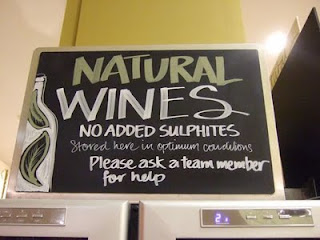 NATURAL
WINES
NO ADDED SULPHITES
Stored here in optimum conditions
Please ask a team member
for help